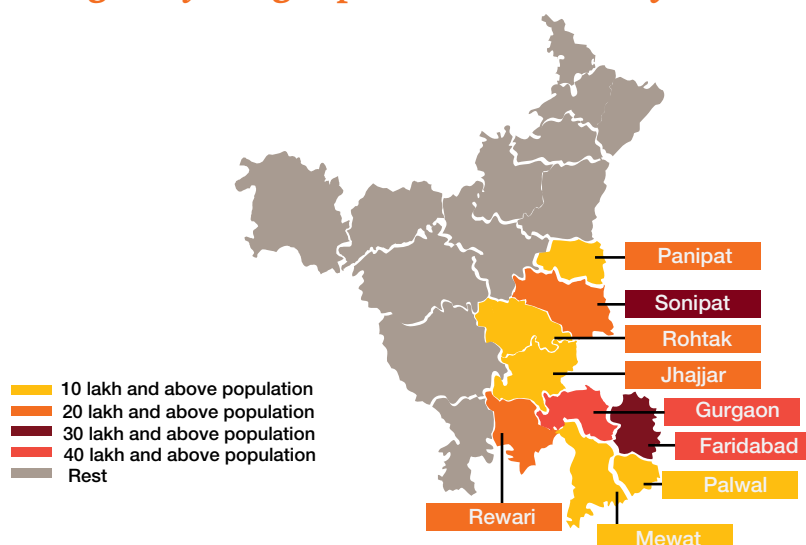 Panipat
Sonipat
Rohtak
Jhajjar
Gurgaon
Faridabad
Palwal
Rewari
Mewat
10 lakh and above population
20 lakh and above population
30 lakh and above population
40 lakh and above population
Rest